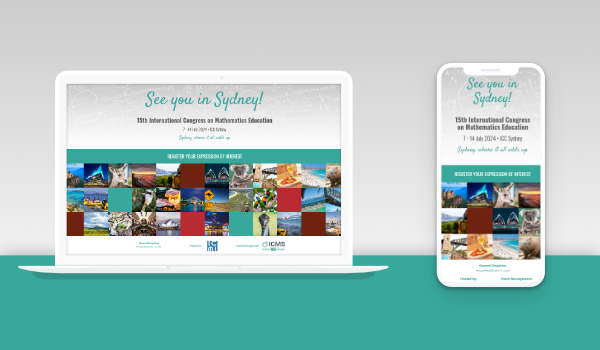 See you in Sydney!
15th International Congress on Mathematics Education
7 - 14 July 2024 • ICC Sydney
Sydney, where it all adds up
REGISTER YOUR EXPRESSION OF INTEREST
ICMS
See you in
Sydney!
15th International Congress
on Mathematics Education
7 - 14 July 2024 • ICC Sydney
Sydney, where it all adds up
REGISTER YOUR EXPRESSION OF INTEREST
General Enquiries
Hosted by
Event Management